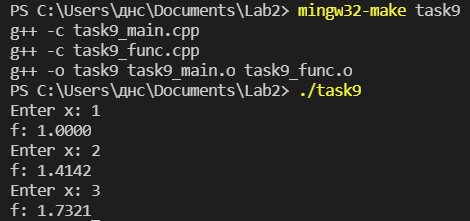 PS C:\Users\днс\Documents\Lab2> mingw32-make task9
g++ -c task9_main.cpp
g++ -c task9_func.cpp
g++ -o task9 task9_main.o task9_func.o
PS C:\Users\днс\Documents\Lab2> ./task9
Enter x: 1
f: 1.0000
Enter x: 2
f: 1.4142
Enter x: 3
f: 1.7321